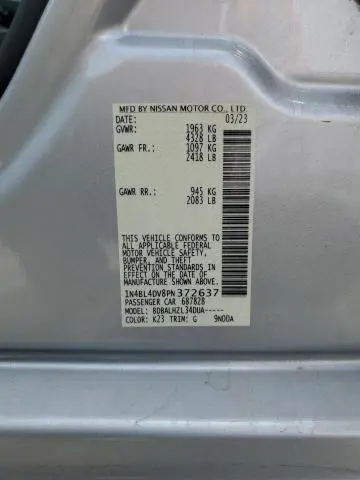 MFD BY NISSAN MOTOR CO., LTD.
DATE: 03/23
GVWR: 1963 KG
4328 LB
GAWR FR.: 1097 KG
2418 LB
GAWR RR.: 945 KG
2083 LB
THIS VEHICLE CONFORMS TO
ALL APPLICABLE FEDERAL
MOTOR VEHICLE SAFETY,
BUMPER, AND THEFT
PREVENTION STANDARDS IN
EFFECT ON THE DATE OF
MANUFACTURE SHOWN ABOVE.
1N4BL4DV8PN372637
PASSENGER CAR 687828
MODEL: BDBALHZL34DUA-----
COLOR: K23 TRIM: G 9N00A